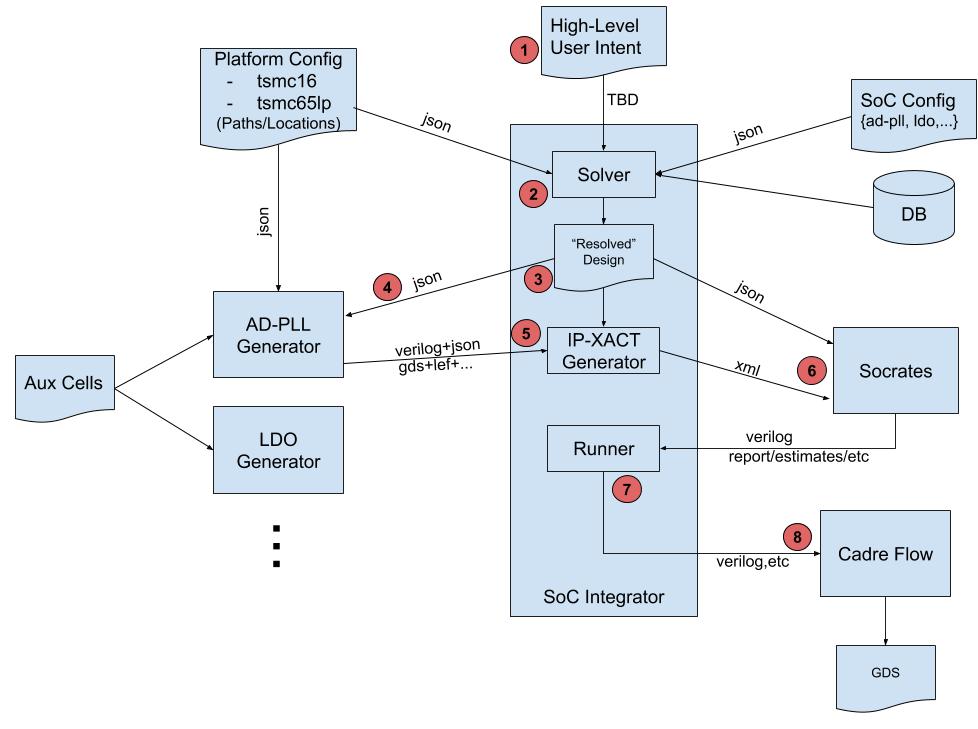 High-Level
User Intent
1
Platform Config
- tsmc16
- tsmc65lp
(Paths/Locations)
TBD
SoC Config
{ad-pll, ldo,...}
json
json
Solver
2
DB
json
“Resolved”
Design
3
4
json
json
AD-PLL
Generator
5
IP-XACT
Generator
verilog+json
gds+lef+...
xml
6
Socrates
Aux Cells
LDO
Generator
Runner
verilog
report/estimates/etc
7
8
Cadre Flow
verilog,etc
SoC Integrator
GDS